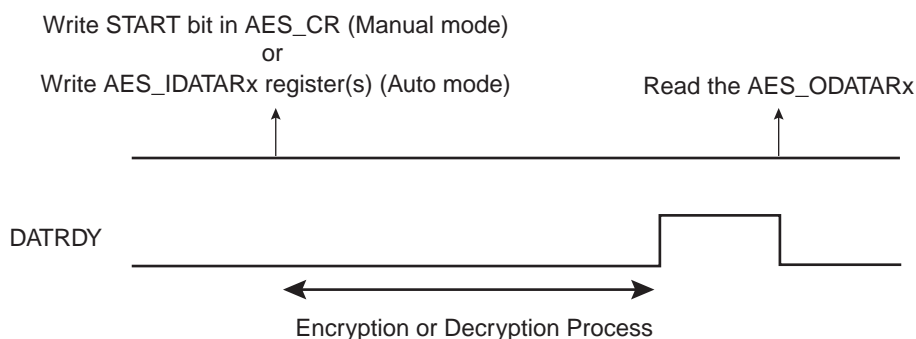 Write START bit in AES_CR (Manual mode)
or
Write AES_IDATARx register(s) (Auto mode)
Read the AES_ODATARx
DATRDY
Encryption or Decryption Process